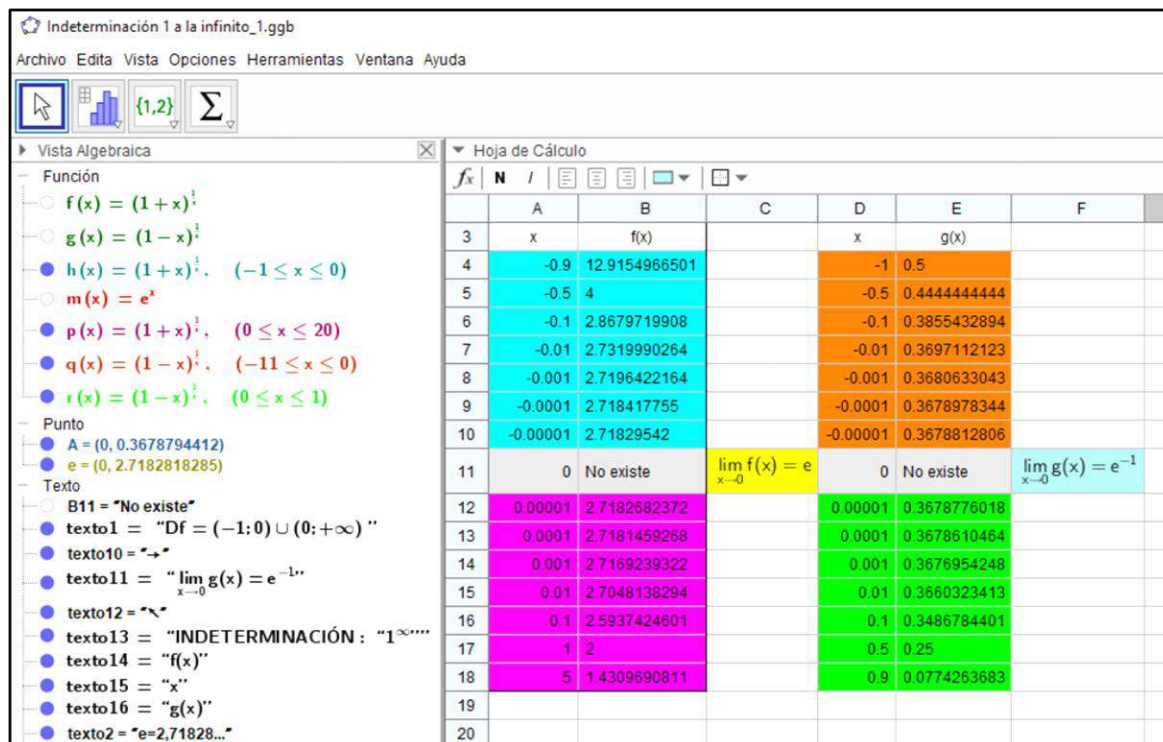 Indeterminación 1 a la infinito_1.ggb
Archivo Edita Vista Opciones Herramientas Ventana Ayuda
{1,2} Σ
Vista Algebraica
Función
f(x) = (1 + x)^{1/x}
g(x) = (1 − x)^{1/x}
h(x) = (1 + x)^{1/x}, (−1 ≤ x ≤ 0)
m(x) = e^x
p(x) = (1 + x)^{1/x}, (0 ≤ x ≤ 20)
q(x) = (1 − x)^{1/x}, (−11 ≤ x ≤ 0)
r(x) = (1 − x)^{1/x}, (0 ≤ x ≤ 1)
Punto
A = (0, 0.3678794412)
e = (0, 2.7182818285)
Texto
B11 = "No existe"
texto1 = "Df = (−1; 0) ∪ (0; +∞) "
texto10 = "→"
texto11 = "lim x→0 g(x) = e^{−1}"
texto12 = "↖"
texto13 = "INDETERMINACIÓN : "1^∞""
texto14 = "f(x)"
texto15 = "x"
texto16 = "g(x)"
texto2 = "e=2,71828..."
Hoja de Cálculo
fx N I
A B C D E F
3 x f(x) x g(x)
4 -0.9 12.9154966501 -1 0.5
5 -0.5 4 -0.5 0.4444444444
6 -0.1 2.8679719908 -0.1 0.3855432894
7 -0.01 2.7319990264 -0.01 0.3697112123
8 -0.001 2.7196422164 -0.001 0.3680633043
9 -0.0001 2.718417755 -0.0001 0.3678978344
10 -0.00001 2.71829542 -0.00001 0.3678812806
11 0 No existe lim x→0 f(x) = e 0 No existe lim x→0 g(x) = e^{−1}
12 0.00001 2.7182682372 0.00001 0.3678776018
13 0.0001 2.7181459268 0.0001 0.3678610464
14 0.001 2.7169239322 0.001 0.3676954248
15 0.01 2.7048138294 0.01 0.3660323413
16 0.1 2.5937424601 0.1 0.3486784401
17 1 2 0.5 0.25
18 5 1.4309690811 0.9 0.0774263683
19
20